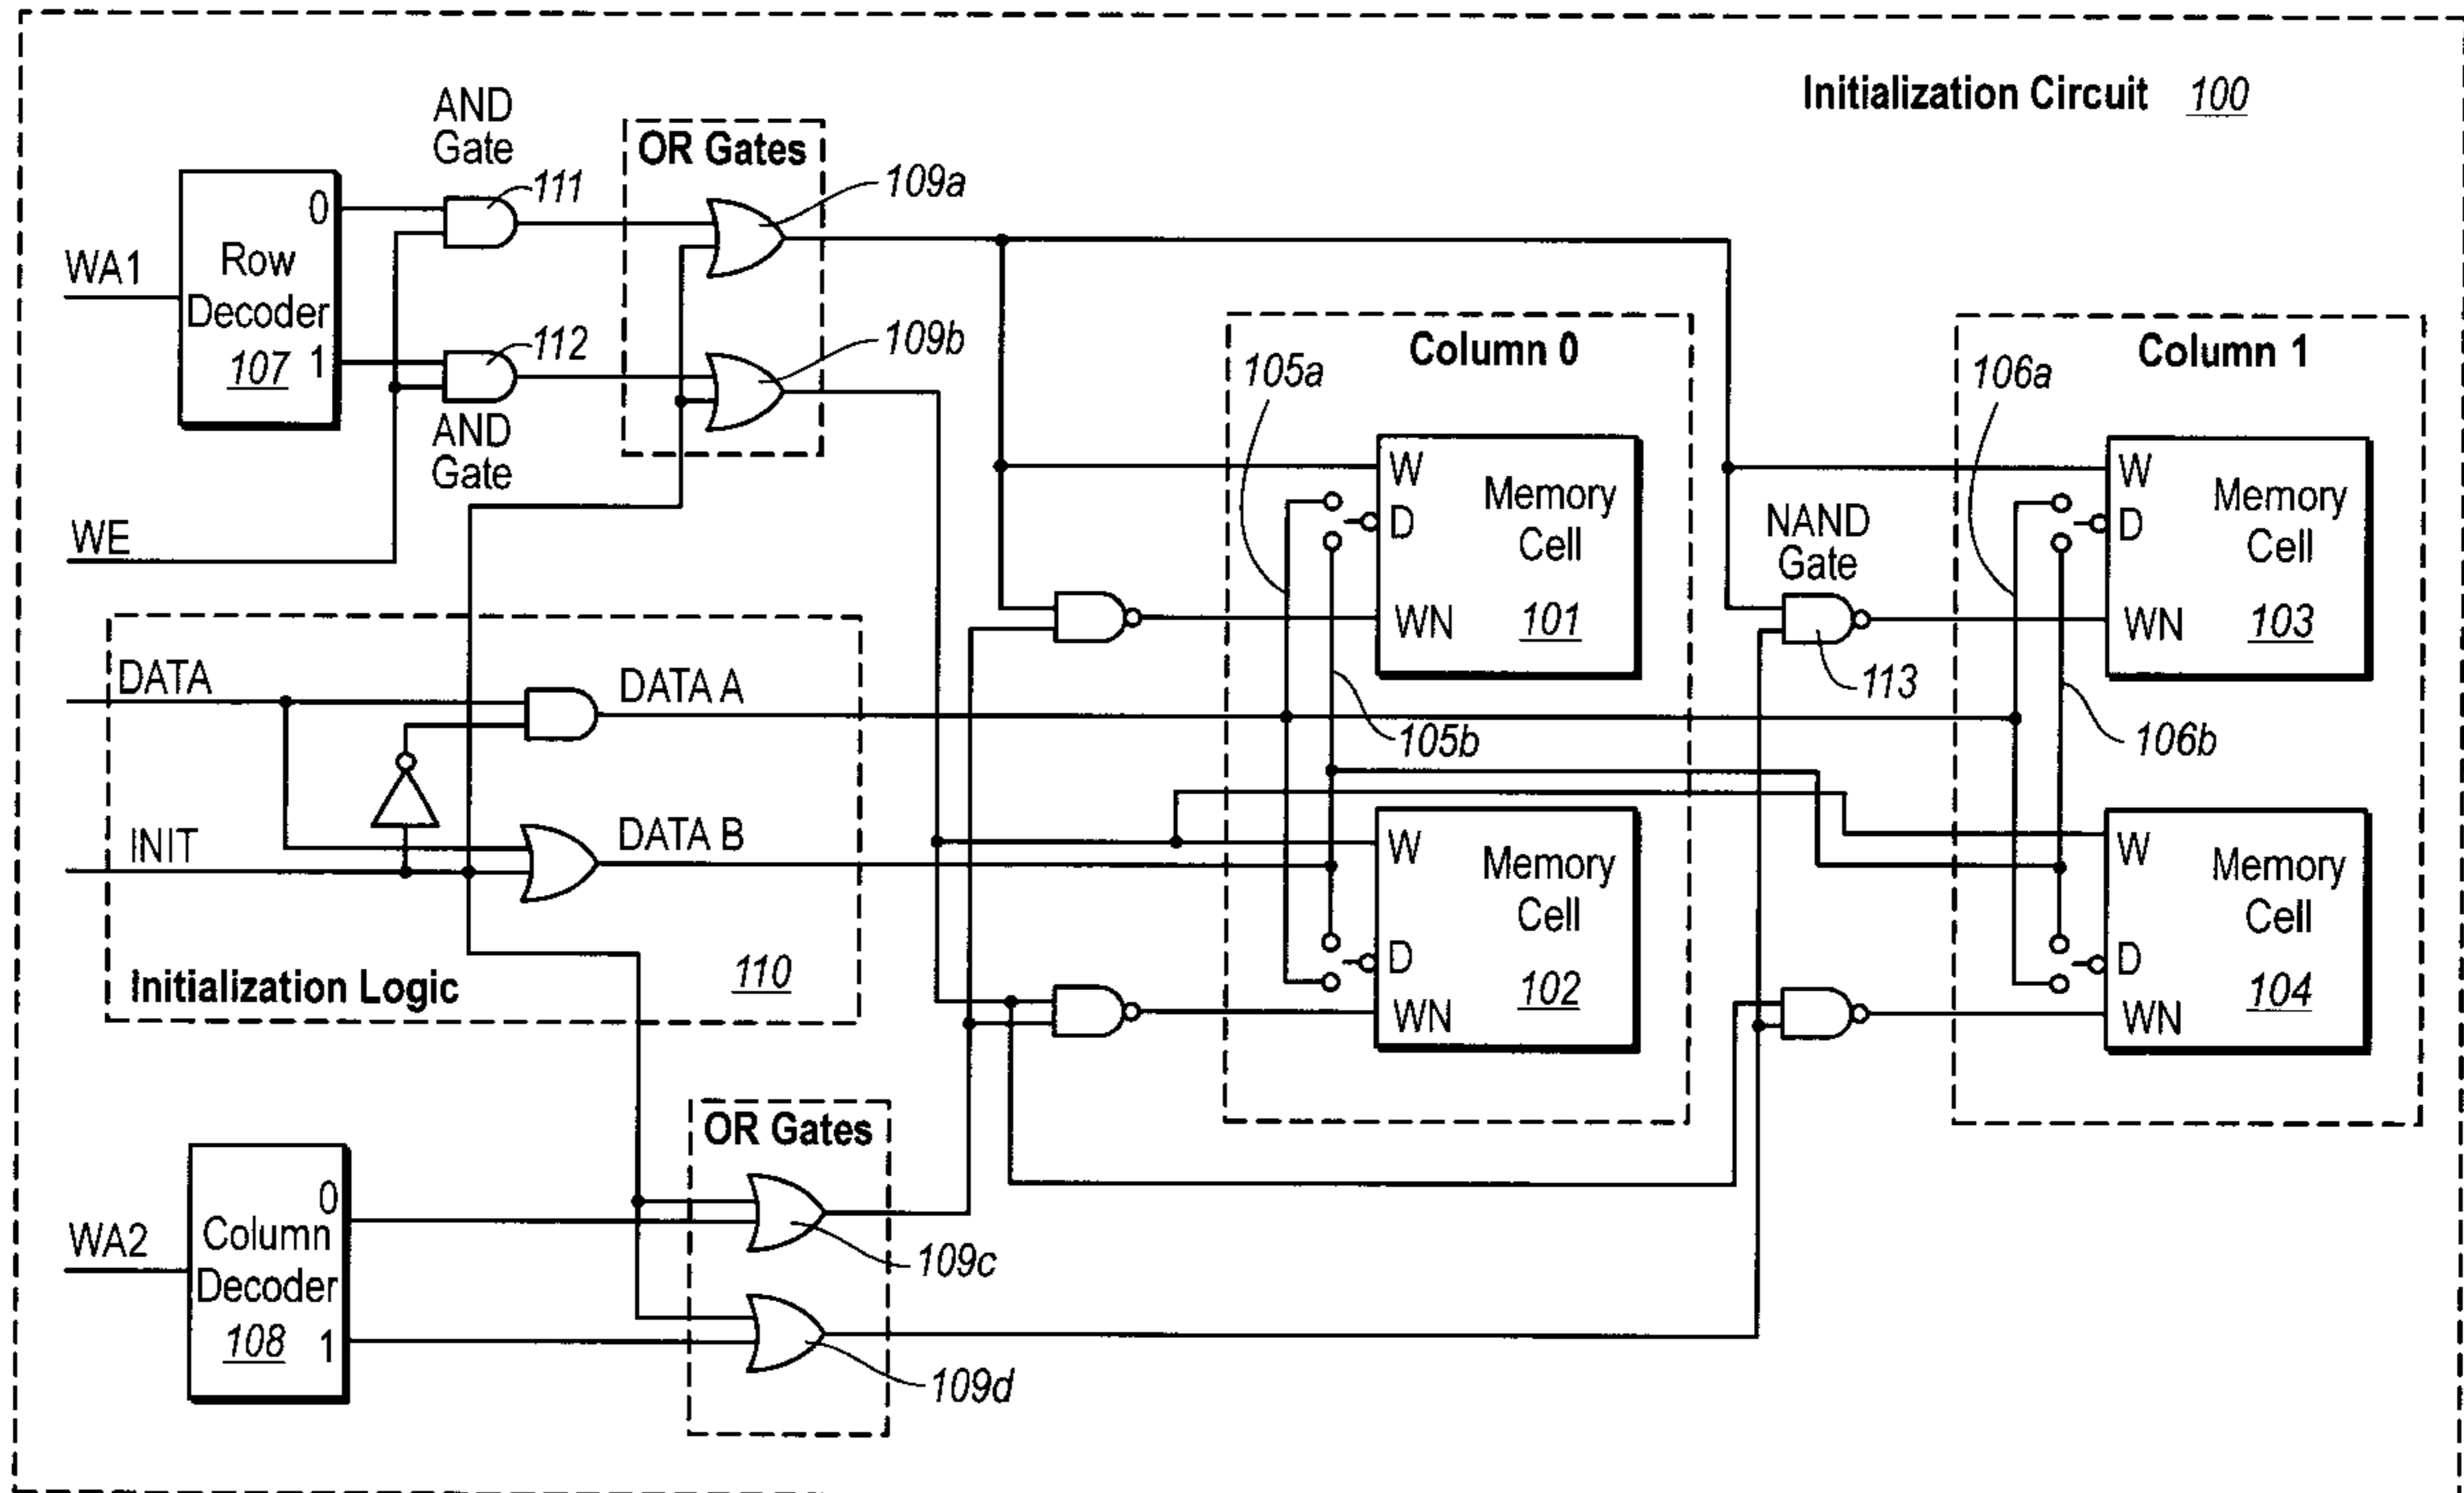 Initialization Circuit 100
AND
Gate
OR Gates
111
109a
0
Row
Decoder
107
1
WA1
112
109b
AND
Gate
WE
Column 0
105a
W
D
WN
Memory
Cell
101
105b
W
D
WN
Memory
Cell
102
NAND
Gate
113
Column 1
106a
W
D
WN
Memory
Cell
103
106b
W
D
WN
Memory
Cell
104
DATA
DATA A
INIT
DATA B
Initialization Logic 110
OR Gates
WA2
0
Column
Decoder
108
1
109c
109d